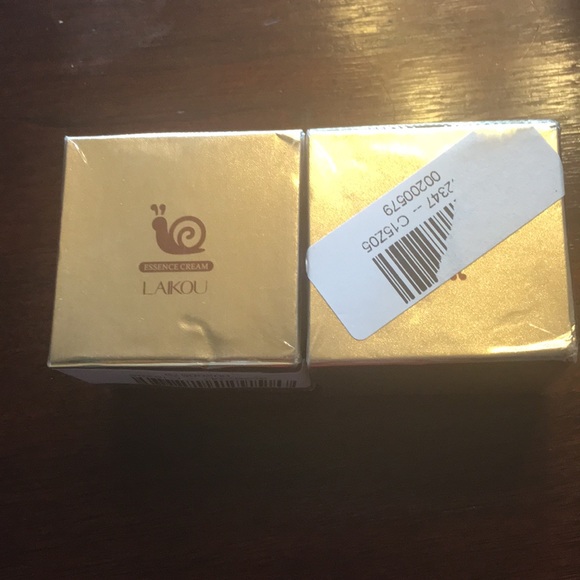 ESSENCE CREAM
LAIKOU
.2347 -- C15Z05
00200579